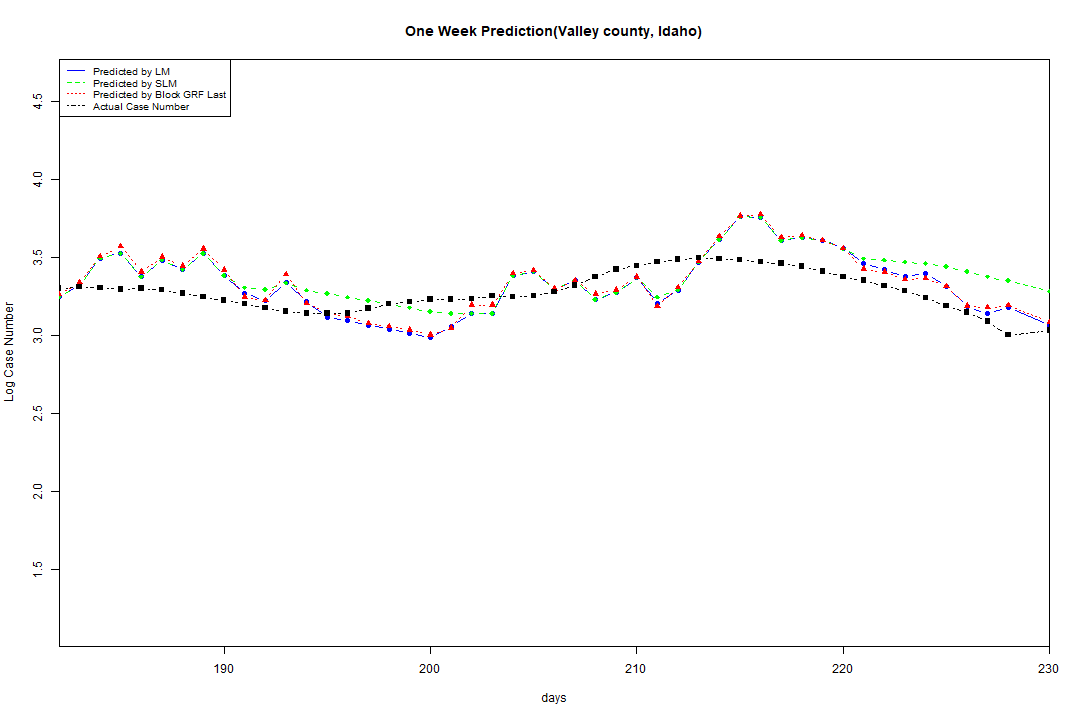 One Week Prediction(Valley county, Idaho)
Predicted by LM
Predicted by SLM
Predicted by Block GRF Last
Actual Case Number
4.5
4.0
3.5
3.0
2.5
2.0
1.5
Log Case Number
190 200 210 220 230
days